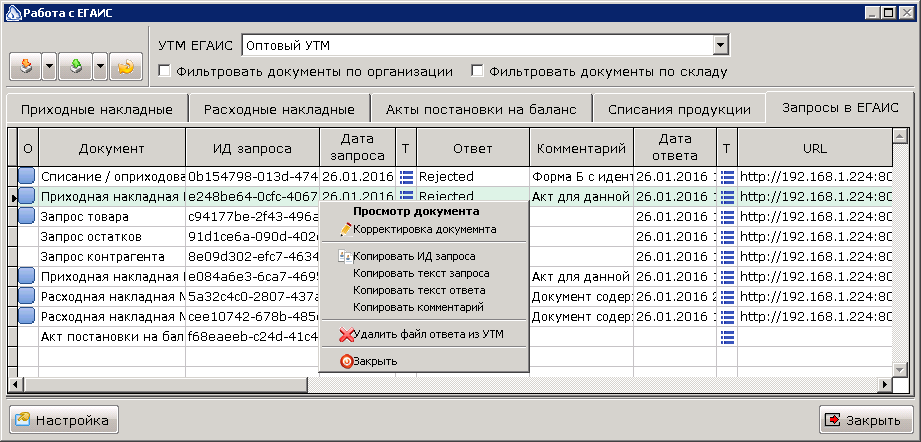 Работа с ЕГАИС
УТМ ЕГАИС Оптовый УТМ
Фильтровать документы по организации Фильтровать документы по складу
Приходные накладные Расходные накладные Акты постановки на баланс Списания продукции Запросы в ЕГАИС
О Документ ИД запроса Дата запроса Т Ответ Комментарий Дата ответа Т URL
Списание / оприходова 0b154798-013d-474 26.01.2016 Rejected Форма Б с идент 26.01.2016 http://192.168.1.224:80
Приходная накладная e248be64-0cfc-4067 26.01.2016 Rejected Акт для данной 26.01.2016 http://192.168.1.224:80
Запрос товара c94177be-2f43-496a 26.01.2016 http://192.168.1.224:80
Запрос остатков 91d1ce6a-090d-402 26.01.2016 http://192.168.1.224:80
Запрос контрагента 8e09d302-efc7-4634 26.01.2016 http://192.168.1.224:80
Приходная накладная e084a6e3-6ca7-469 Акт для данной 26.01.2016 http://192.168.1.224:80
Расходная накладная № 5a32c4c0-2807-437 Документ содер 26.01.2016 http://192.168.1.224:80
Расходная накладная № cee10742-678b-485 Документ содер 26.01.2016 http://192.168.1.224:80
Акт постановки на бал f68eaeeb-c24d-41c4
Просмотр документа
Корректировка докумемнта
Копировать ИД запроса
Копировать текст запроса
Копировать текст ответа
Копировать комментарий
Удалить файл ответа из УТМ
Закрыть
Настройка Закрыть